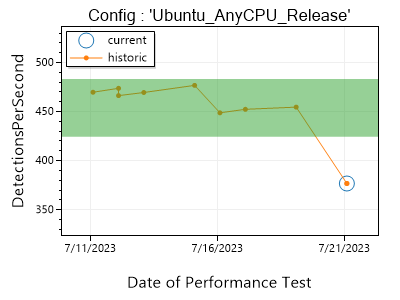 Config : 'Ubuntu_AnyCPU_Release'
current
historic
DetectionsPerSecond
500
450
400
350
7/11/2023
7/16/2023
7/21/2023
Date of Performance Test